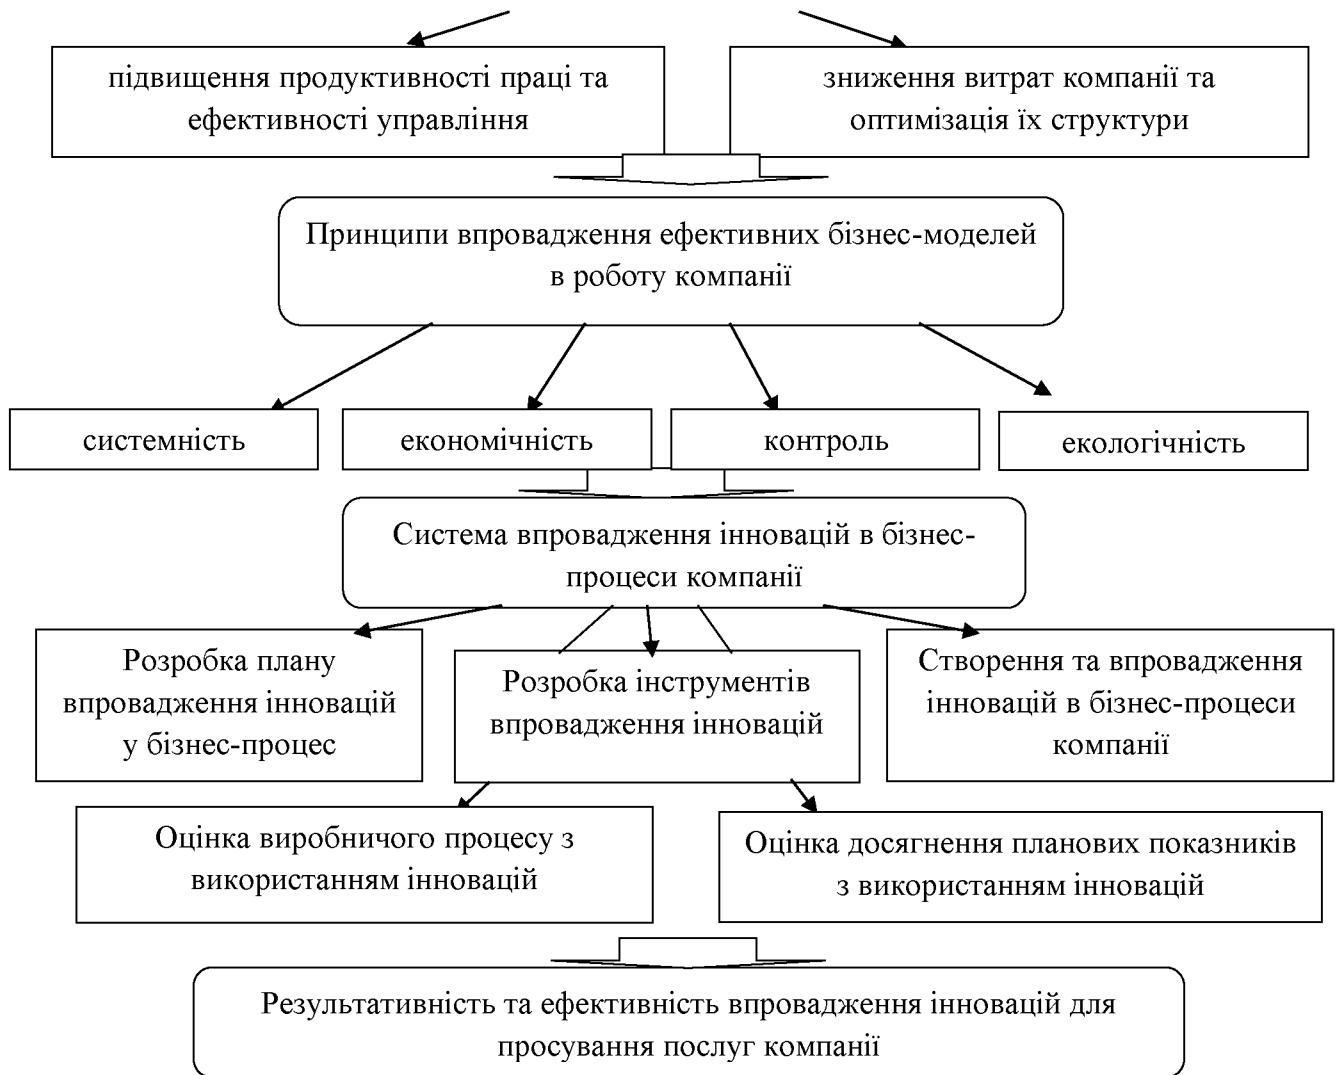 підвищення продуктивності праці та
ефективності управління
зниження витрат компанії та
оптимізація їх структури
Принципи впровадження ефективних бізнес-моделей
в роботу компанії
системність
економічність
контроль
екологічність
Система впровадження інновацій в бізнес-
процеси компанії
Розробка плану
впровадження інновацій
у бізнес-процес
Розробка інструментів
впровадження інновацій
Створення та впровадження
інновацій в бізнес-процеси
компанії
Оцінка виробничого процесу з
використанням інновацій
Оцінка досягнення планових показників
з використанням інновацій
Результативність та ефективність впровадження інновацій для
просування послуг компанії